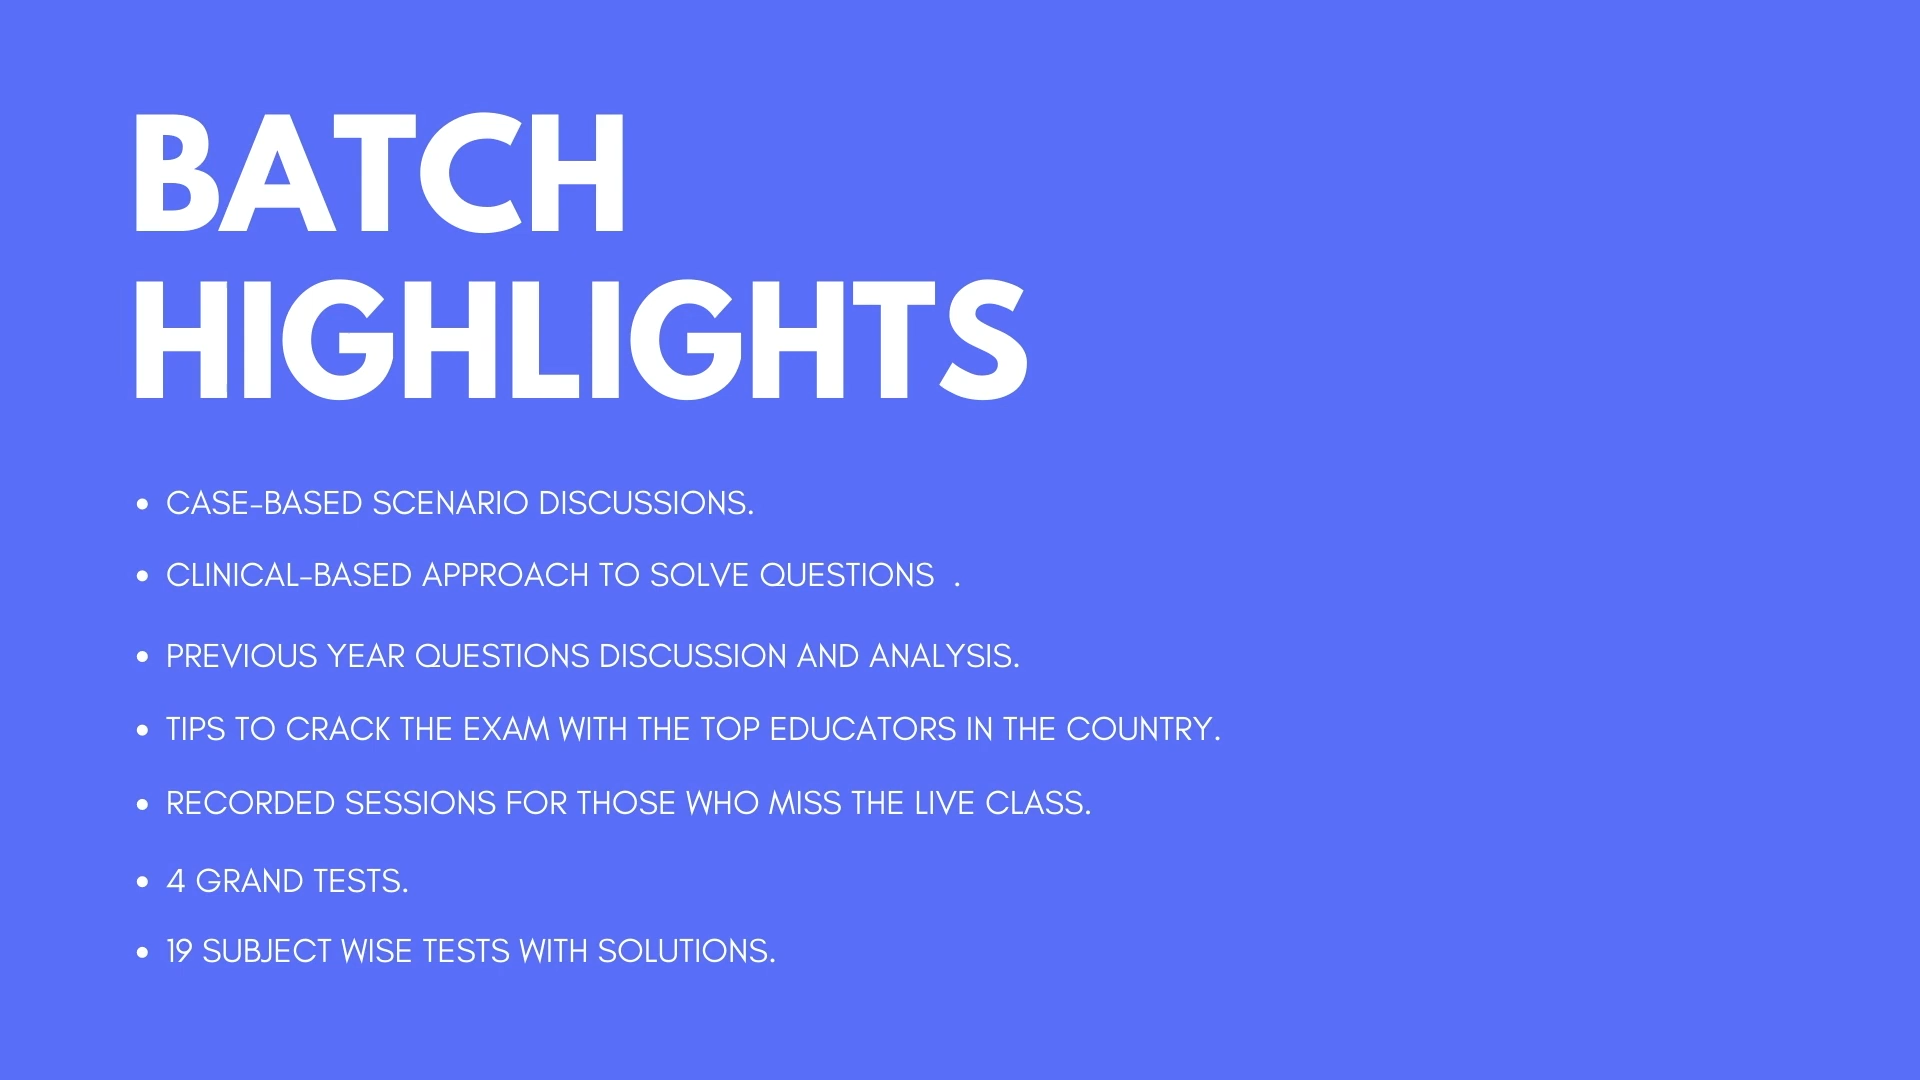 BATCH
HIGHLIGHTS
• CASE-BASED SCENARIO DISCUSSIONS.
• CLINICAL-BASED APPROACH TO SOLVE QUESTIONS  .
• PREVIOUS YEAR QUESTIONS DISCUSSION AND ANALYSIS.
• TIPS TO CRACK THE EXAM WITH THE TOP EDUCATORS IN THE COUNTRY.
• RECORDED SESSIONS FOR THOSE WHO MISS THE LIVE CLASS.
• 4 GRAND TESTS.
• 19 SUBJECT WISE TESTS WITH SOLUTIONS.